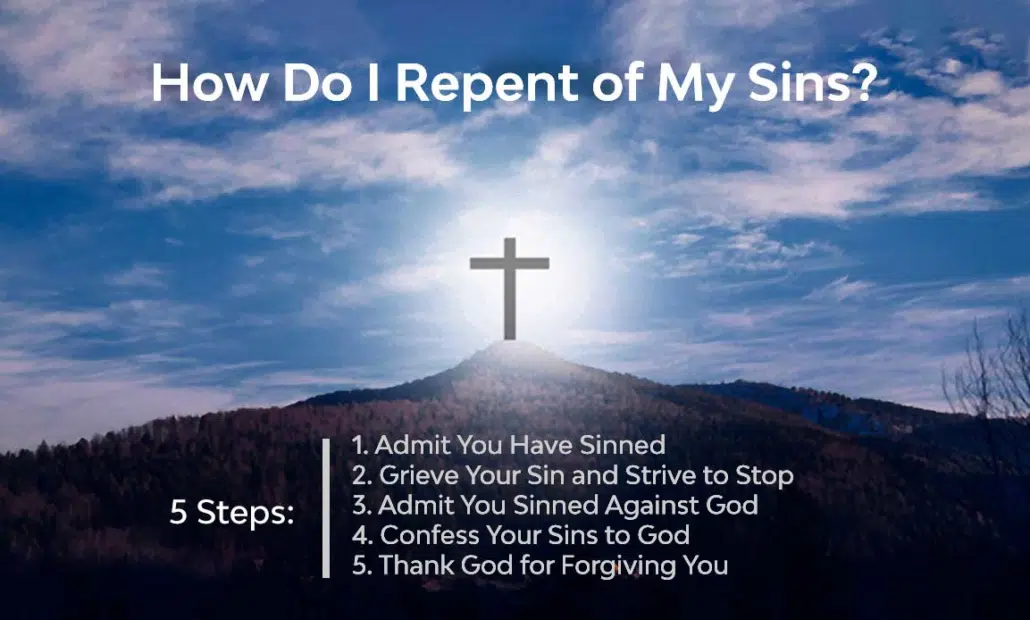 How Do I Repent of My Sins?
5 Steps:
1. Admit You Have Sinned
2. Grieve Your Sin and Strive to Stop
3. Admit You Sinned Against God
4. Confess Your Sins to God
5. Thank God for Forgiving You